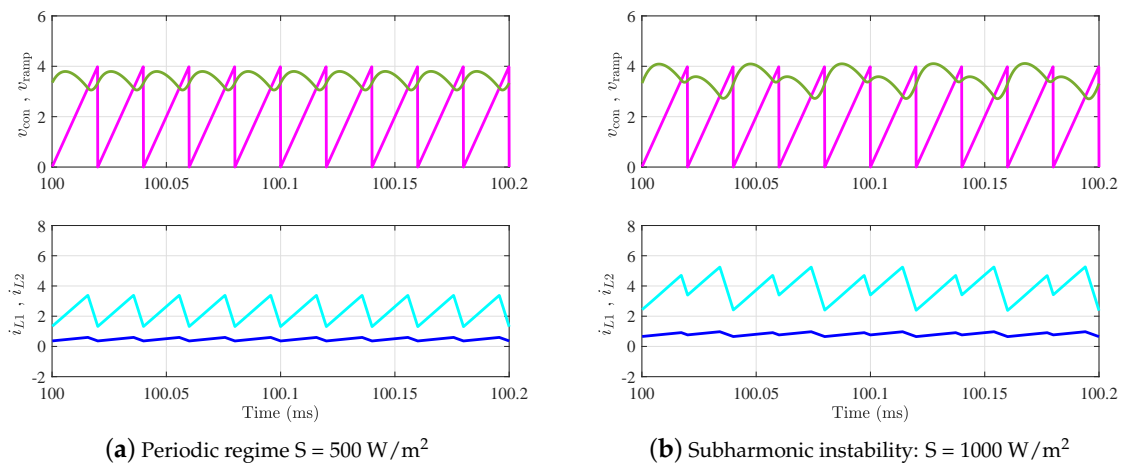 6
4
2
0
v_con , v_ramp
100 100.05 100.1 100.15 100.2
8
6
4
2
0
-2
i_L1 , i_L2
100 100.05 100.1 100.15 100.2
Time (ms)
(a) Periodic regime S = 500 W/m²
6
4
2
0
v_con , v_ramp
100 100.05 100.1 100.15 100.2
8
6
4
2
0
-2
i_L1 , i_L2
100 100.05 100.1 100.15 100.2
Time (ms)
(b) Subharmonic instability: S = 1000 W/m²